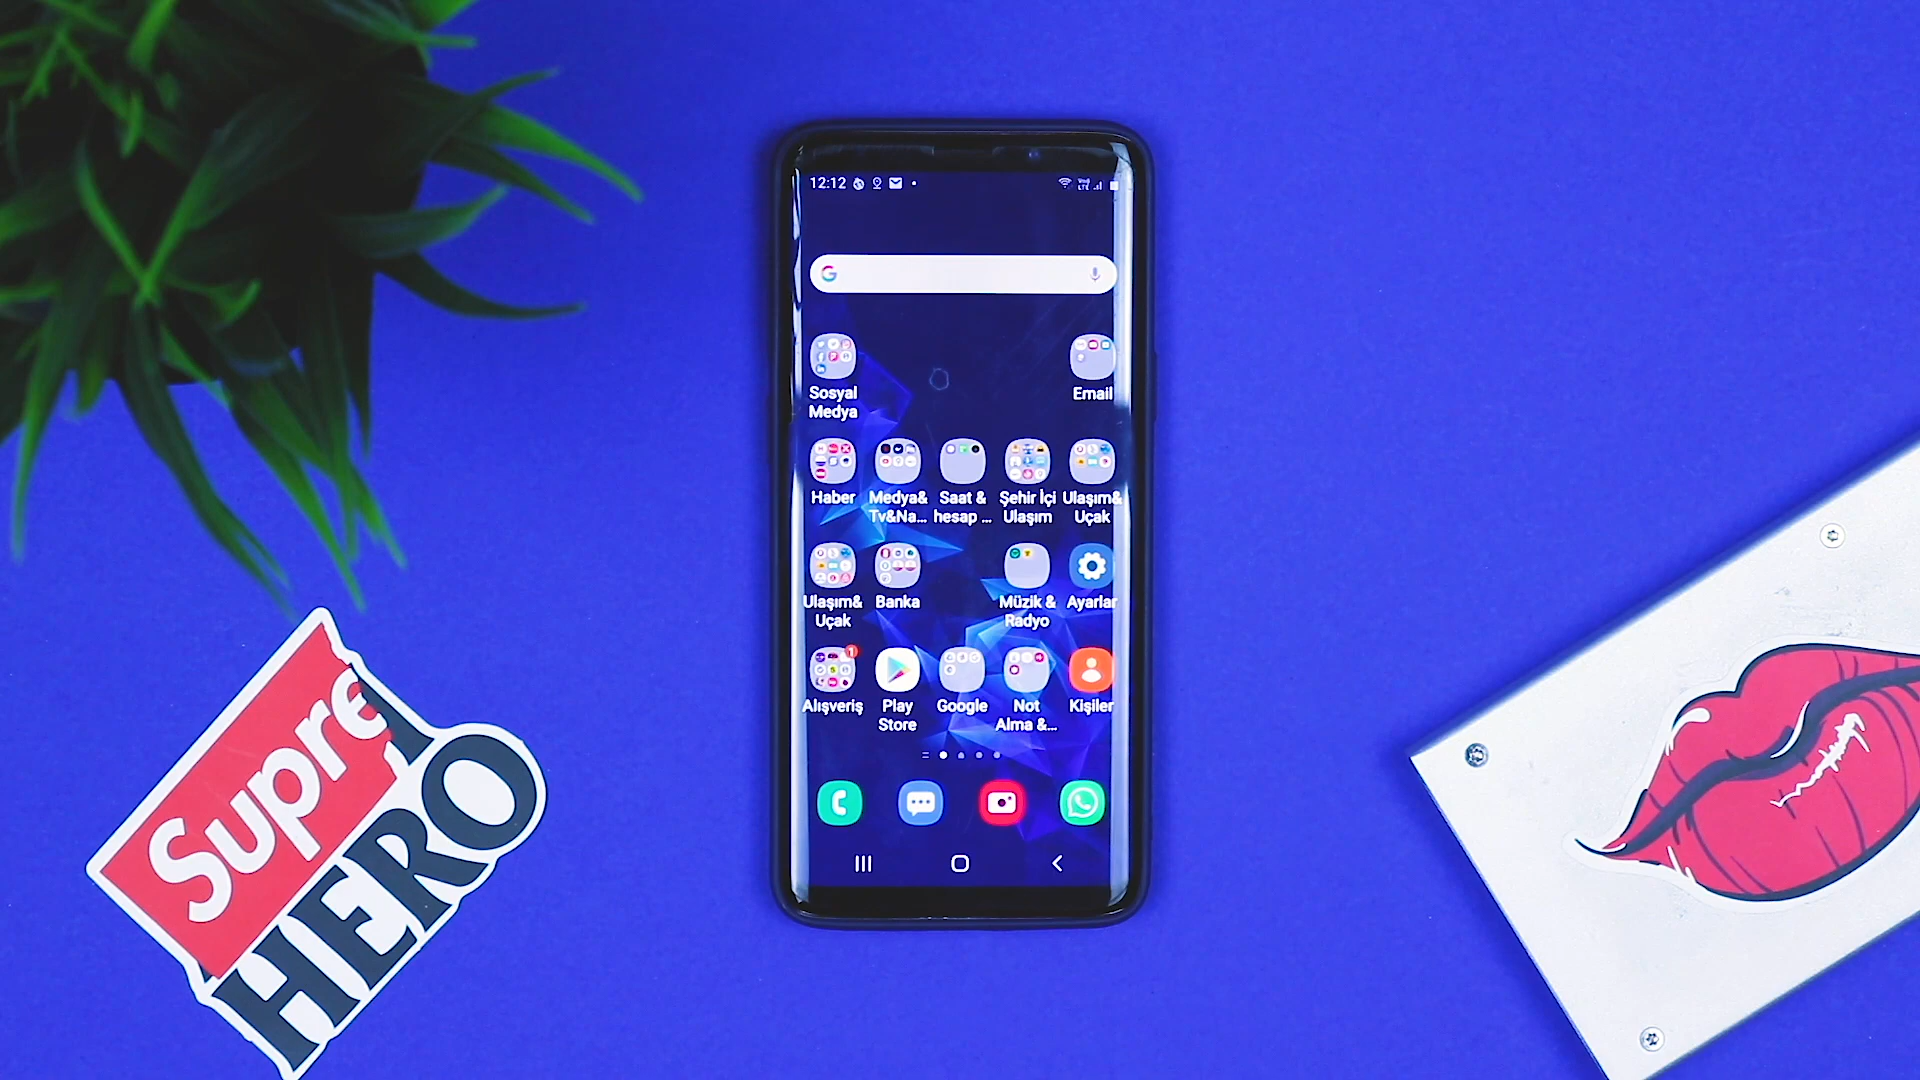 12:12
Sosyal
Medya
Email
Haber
Medya&
Tv&Na...
Saat &
hesap ...
Şehir İçi
Ulaşım
Ulaşım&
Uçak
Ulaşım&
Uçak
Banka
Müzik &
Radyo
Ayarlar
1
Alışveriş
Play
Store
Google
Not
Alma &...
Kişiler
Supre
HERO